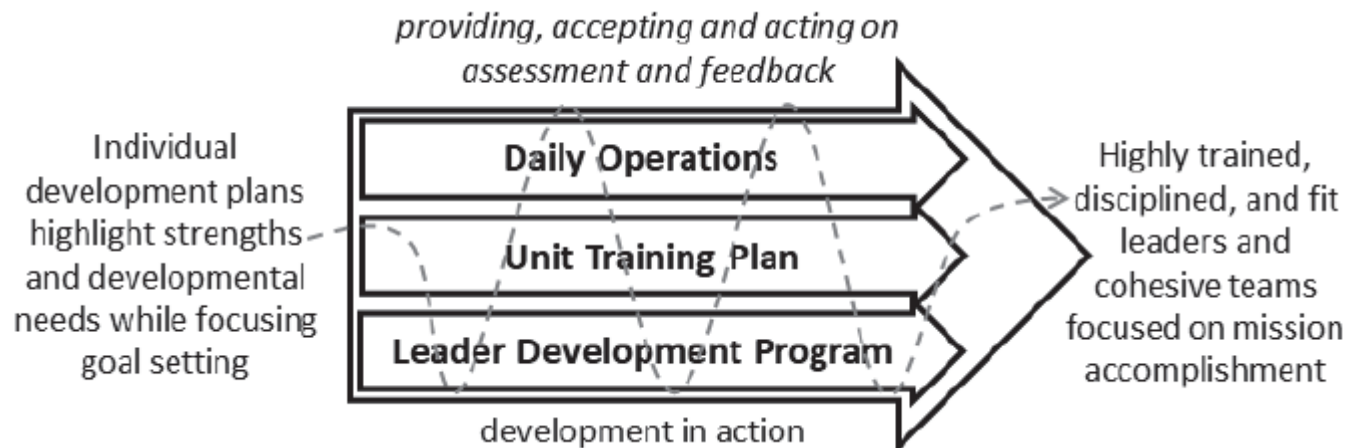 providing, accepting and acting on
assessment and feedback
Individual
development plans
highlight strengths
and developmental
needs while focusing
goal setting
Daily Operations
Unit Training Plan
Leader Development Program
Highly trained,
disciplined, and fit
leaders and
cohesive teams
focused on mission
accomplishment
development in action